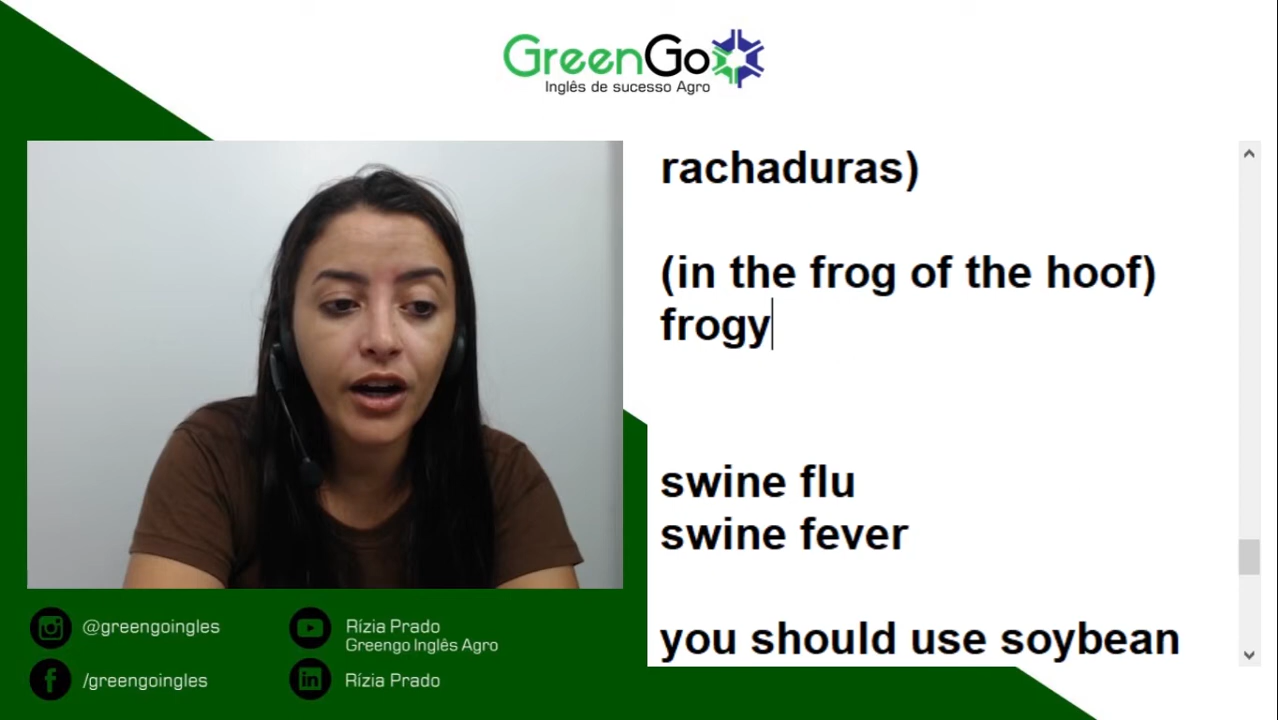 GreenGo
Inglês de sucesso Agro
rachaduras)
(in the frog of the hoof)
frogy
swine flu
swine fever
you should use soybean
@greengoingles
/greengoingles
Rízia Prado
Greengo Inglês Agro
in
Rízia Prado